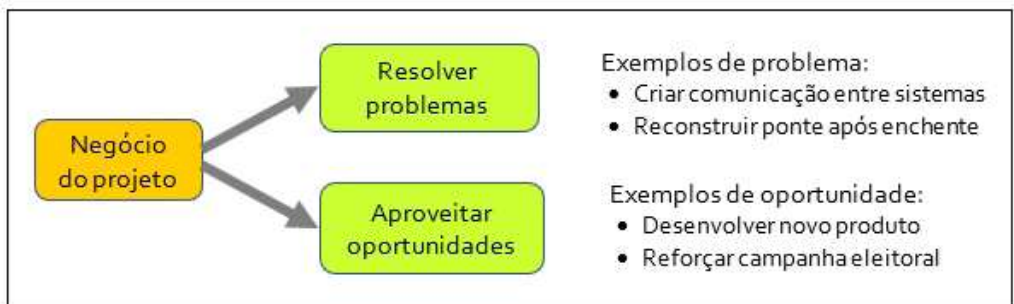 Negócio
do projeto
Resolver
problemas
Exemplos de problema:
• Criar comunicação entre sistemas
• Reconstruir ponte após enchente
Aproveitar
oportunidades
Exemplos de oportunidade:
• Desenvolver novo produto
• Reforçar campanha eleitoral